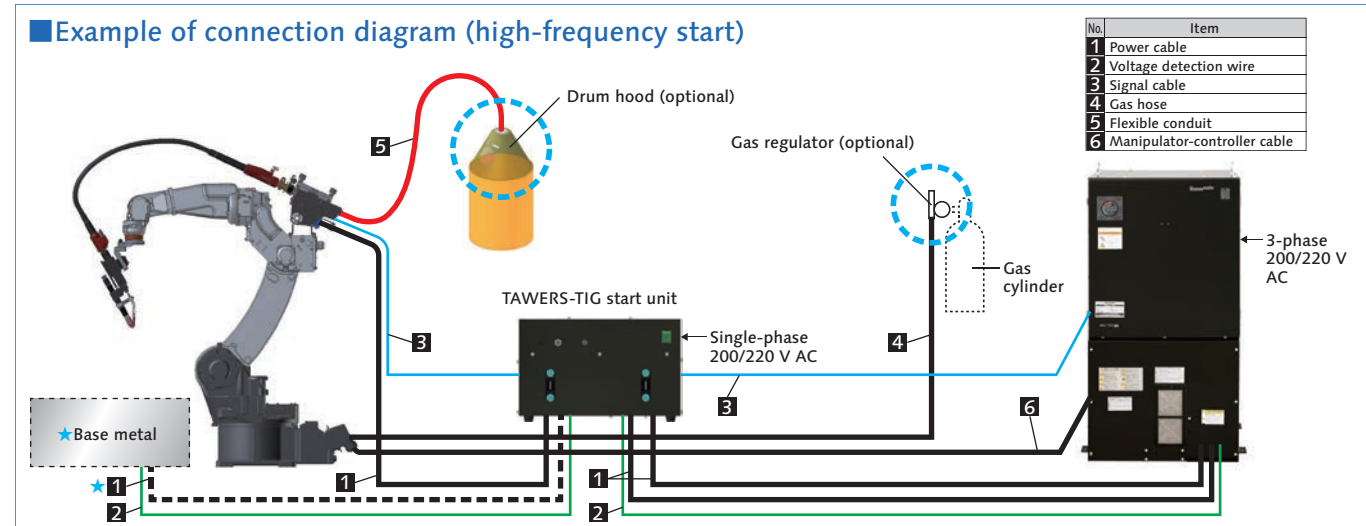 ■Example of connection diagram (high-frequency start)
No. Item
1 Power cable
2 Voltage detection wire
3 Signal cable
4 Gas hose
5 Flexible conduit
6 Manipulator-controller cable
Drum hood (optional)
5
Gas regulator (optional)
3-phase
200/220 V
AC
Gas
cylinder
TAWERS-TIG start unit
Single-phase
200/220 V AC
3
4
3
6
★Base metal
★ 1
1
1
2
2